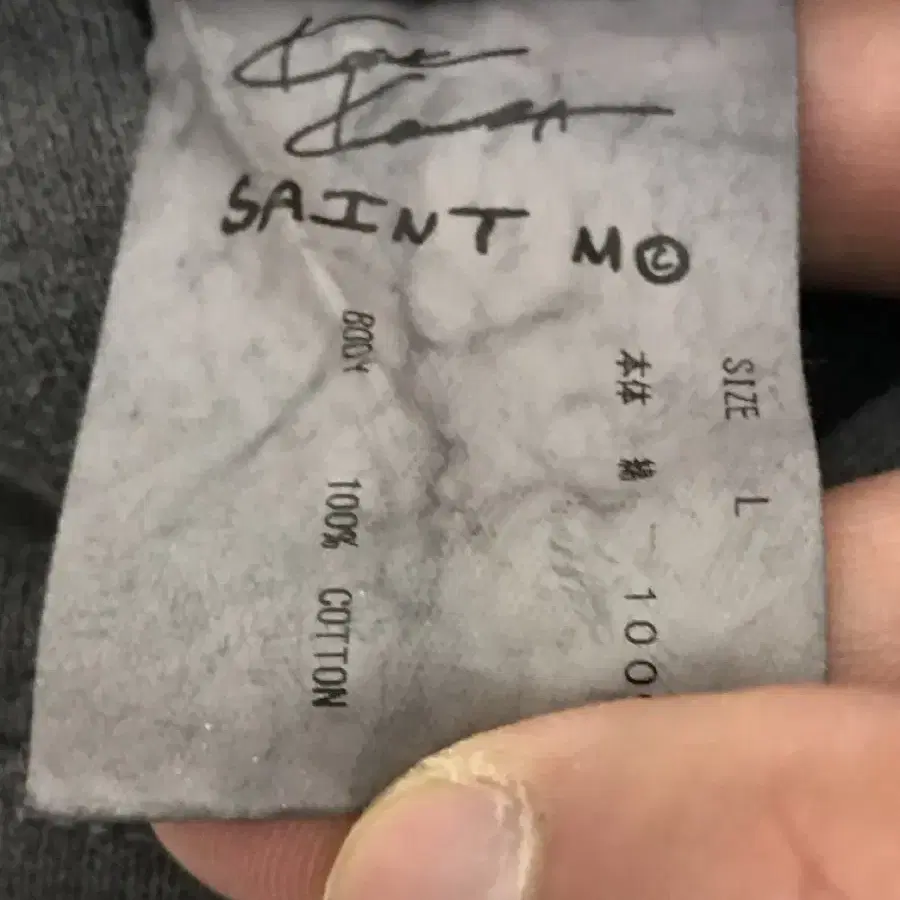 SAINT M©
SIZE L
本体 綿 100
BODY 100% COTTON